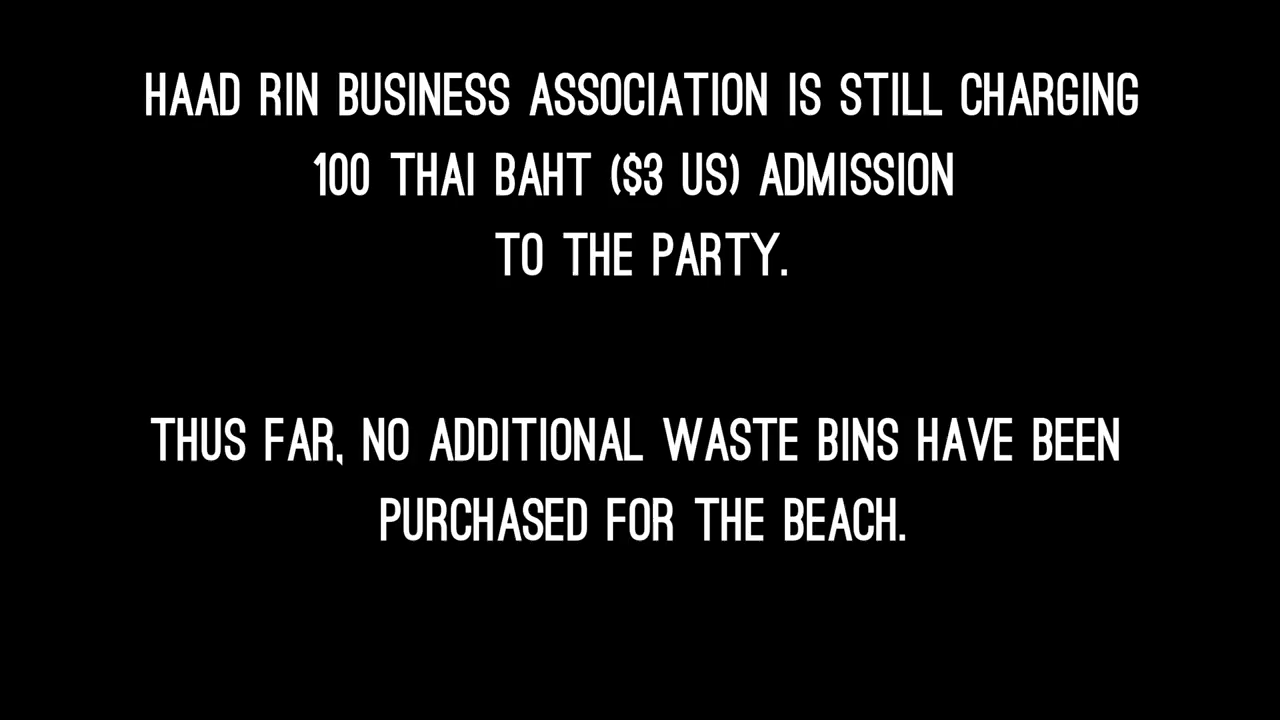 HAAD RIN BUSINESS ASSOCIATION IS STILL CHARGING
100 THAI BAHT ($3 US) ADMISSION
TO THE PARTY.
THUS FAR, NO ADDITIONAL WASTE BINS HAVE BEEN
PURCHASED FOR THE BEACH.